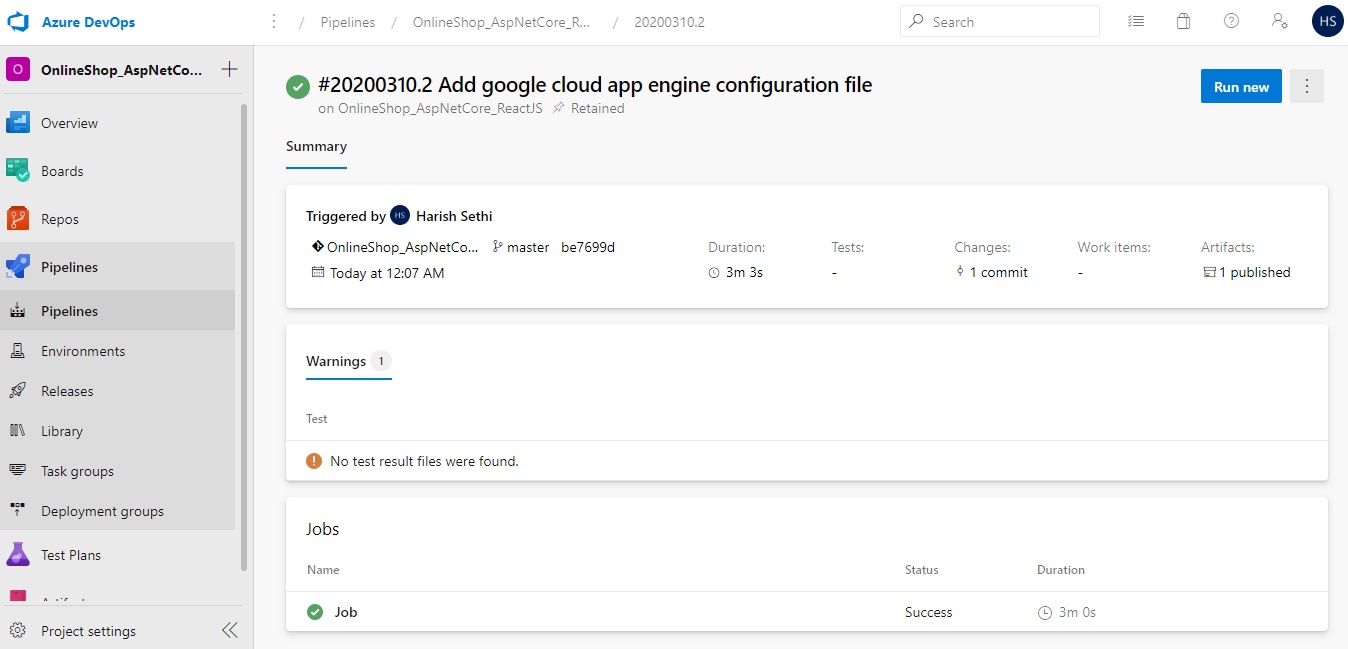 Azure DevOps
/ Pipelines / OnlineShop_AspNetCore_R... / 20200310.2
Search
HS
O OnlineShop_AspNetCo...
Overview
Boards
Repos
Pipelines
Pipelines
Environments
Releases
Library
Task groups
Deployment groups
Test Plans
Project settings
#20200310.2 Add google cloud app engine configuration file
on OnlineShop_AspNetCore_ReactJS Retained
Run new
Summary
Triggered by HS Harish Sethi
OnlineShop_AspNetCo... master be7699d
Today at 12:07 AM
Duration:
3m 3s
Tests:
-
Changes:
1 commit
Work items:
-
Artifacts:
1 published
Warnings 1
Test
No test result files were found.
Jobs
Name Status Duration
Job Success 3m 0s